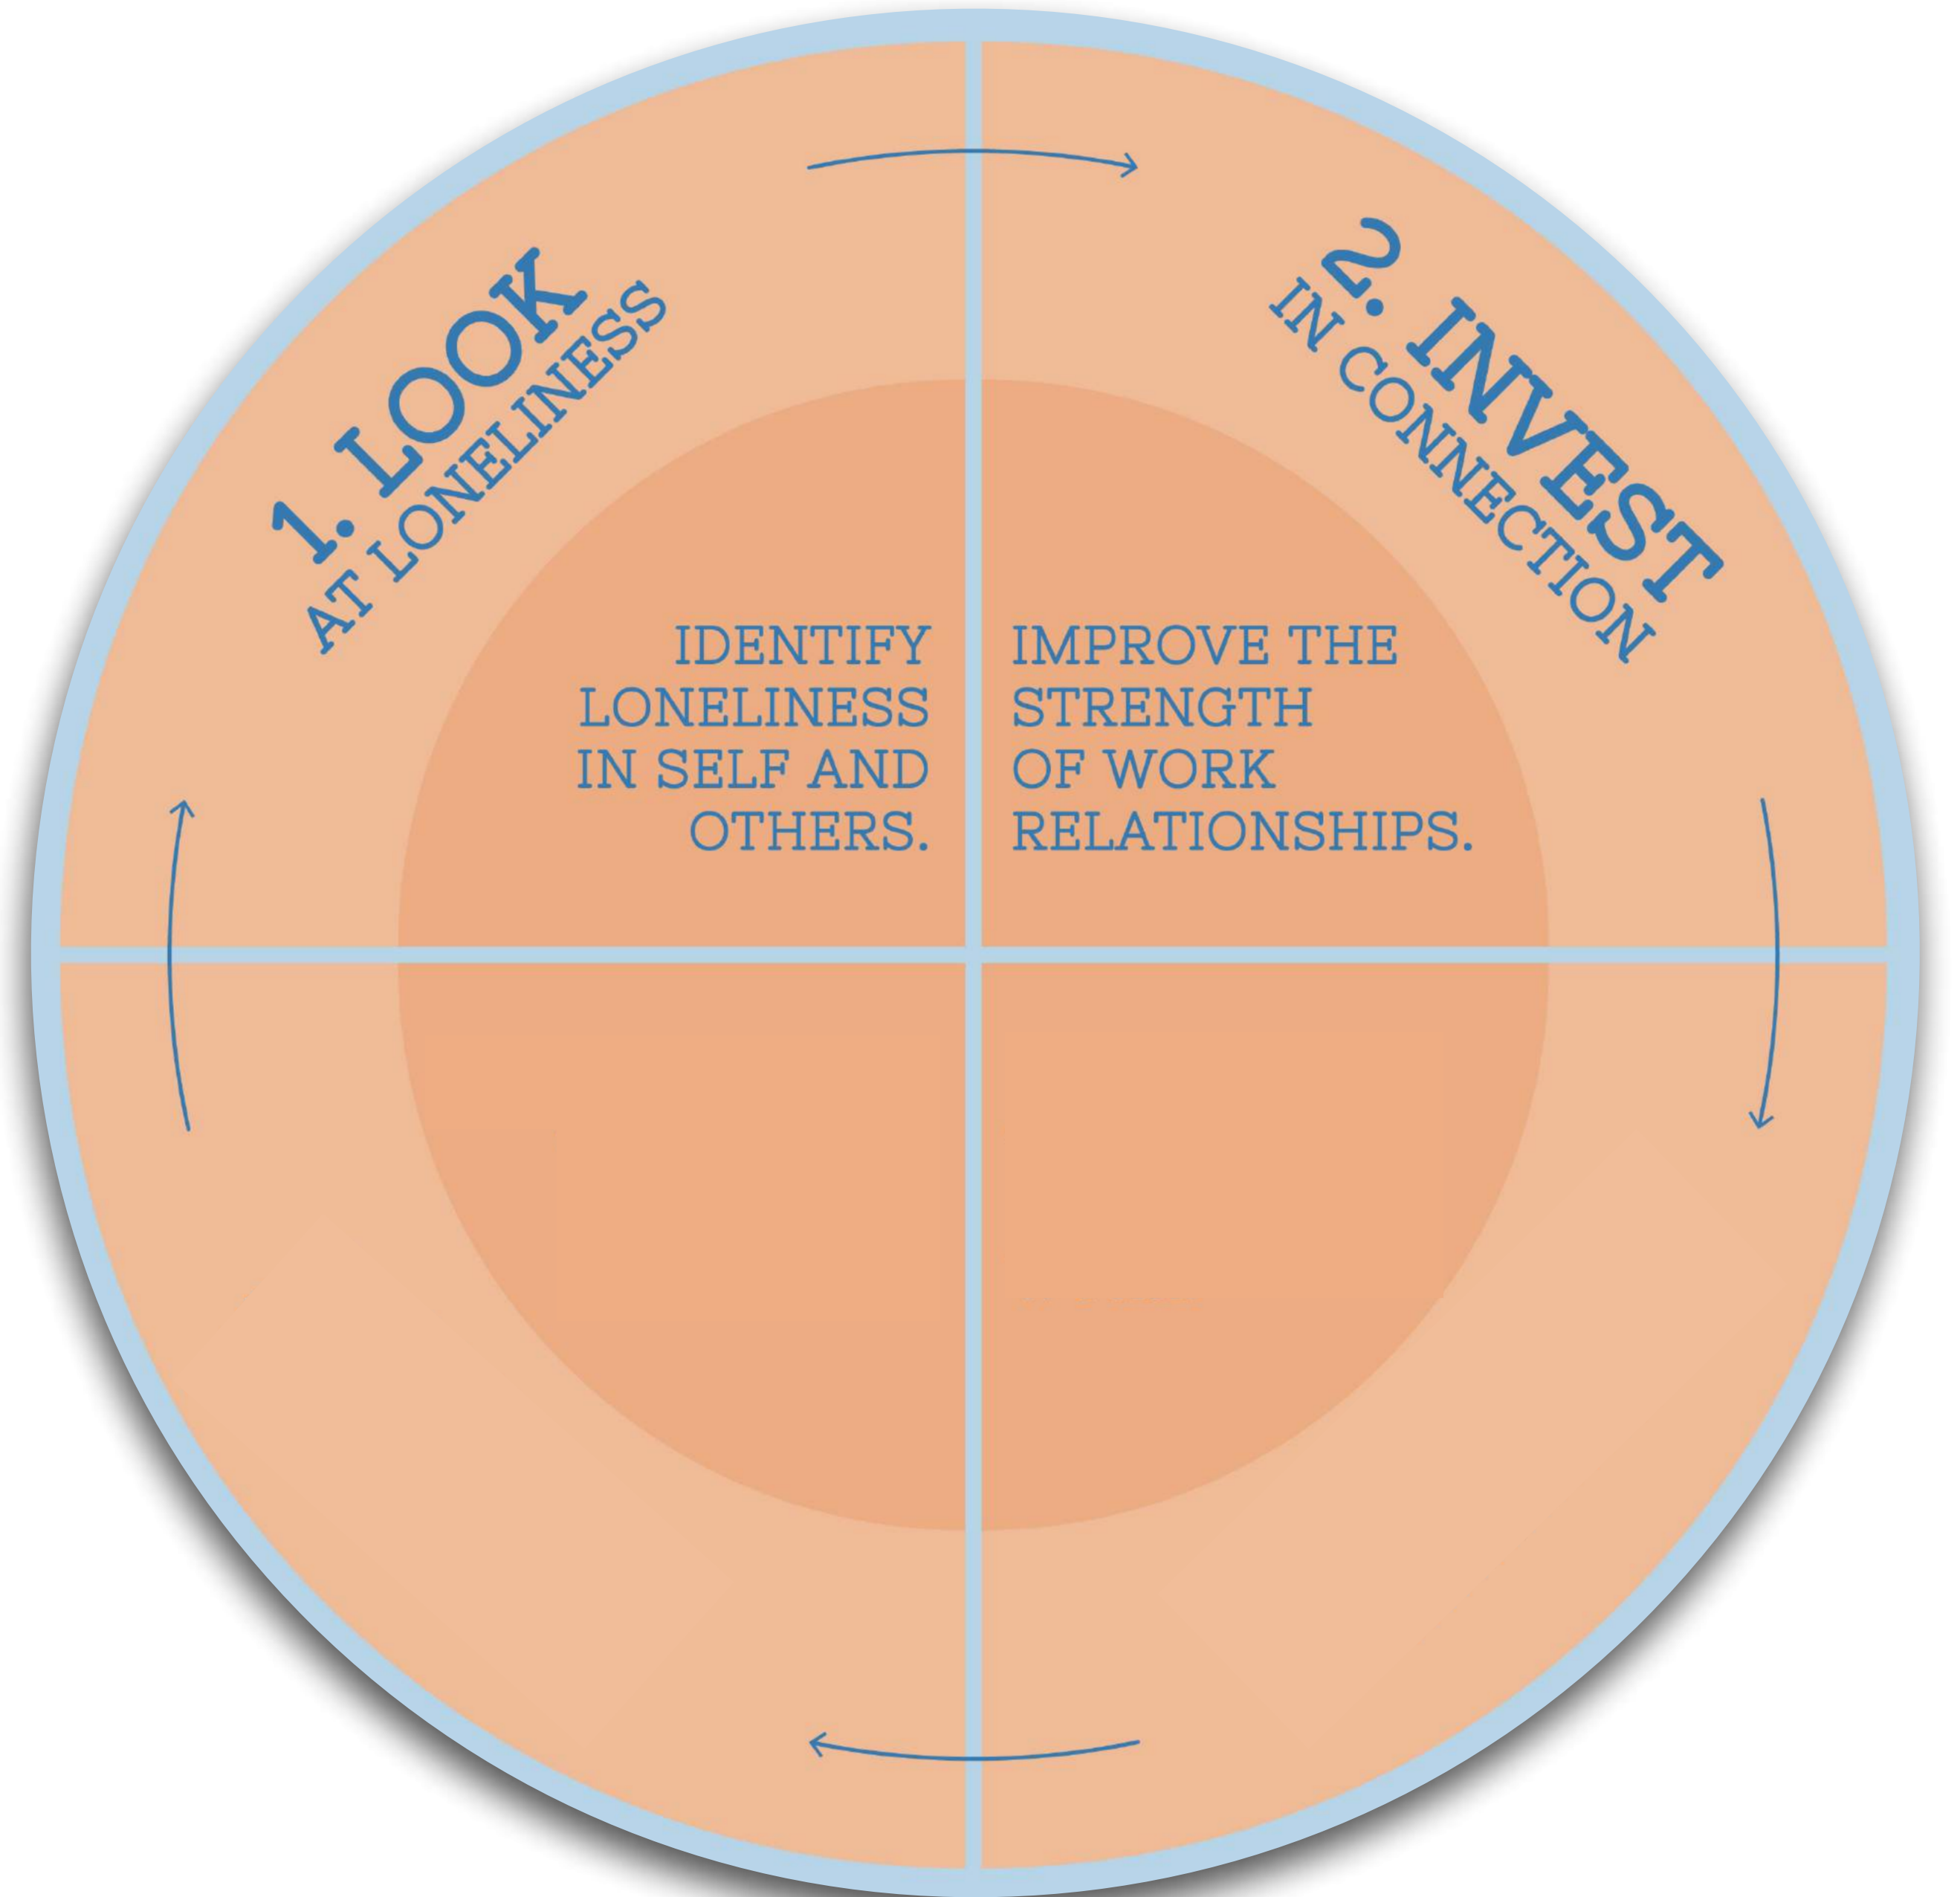 1. LOOK
AT LONELINESS
2. INVEST
IN CONNECTION
IDENTIFY
LONELINESS
IN SELF AND
OTHERS.
IMPROVE THE
STRENGTH
OF WORK
RELATIONSHIPS.